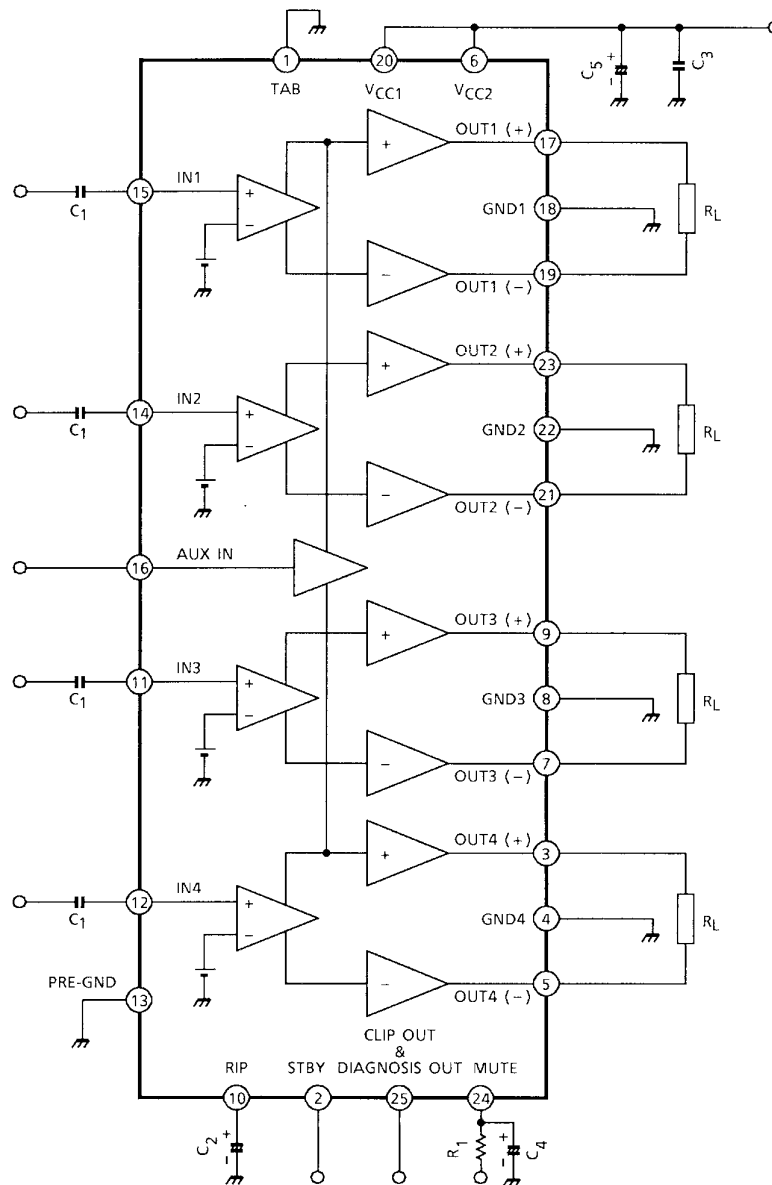 1 20 6
TAB VCC1 VCC2
C5 + - C3
OUT1 (+) 17
IN1
15 + - +
C1
GND1 18 RL
- 19
OUT1 (-)
OUT2 (+) 23
IN2
14 + - +
C1
GND2 22 RL
- 21
OUT2 (-)
AUX IN
16
OUT3 (+) 9
IN3
11 + - +
C1
GND3 8 RL
- 7
OUT3 (-)
OUT4 (+) 3
IN4
12 + - +
C1
GND4 4 RL
PRE-GND
13
- 5
OUT4 (-)
CLIP OUT
&
RIP STBY DIAGNOSIS OUT MUTE
10 2 25 24
C2 + - R1 + - C4